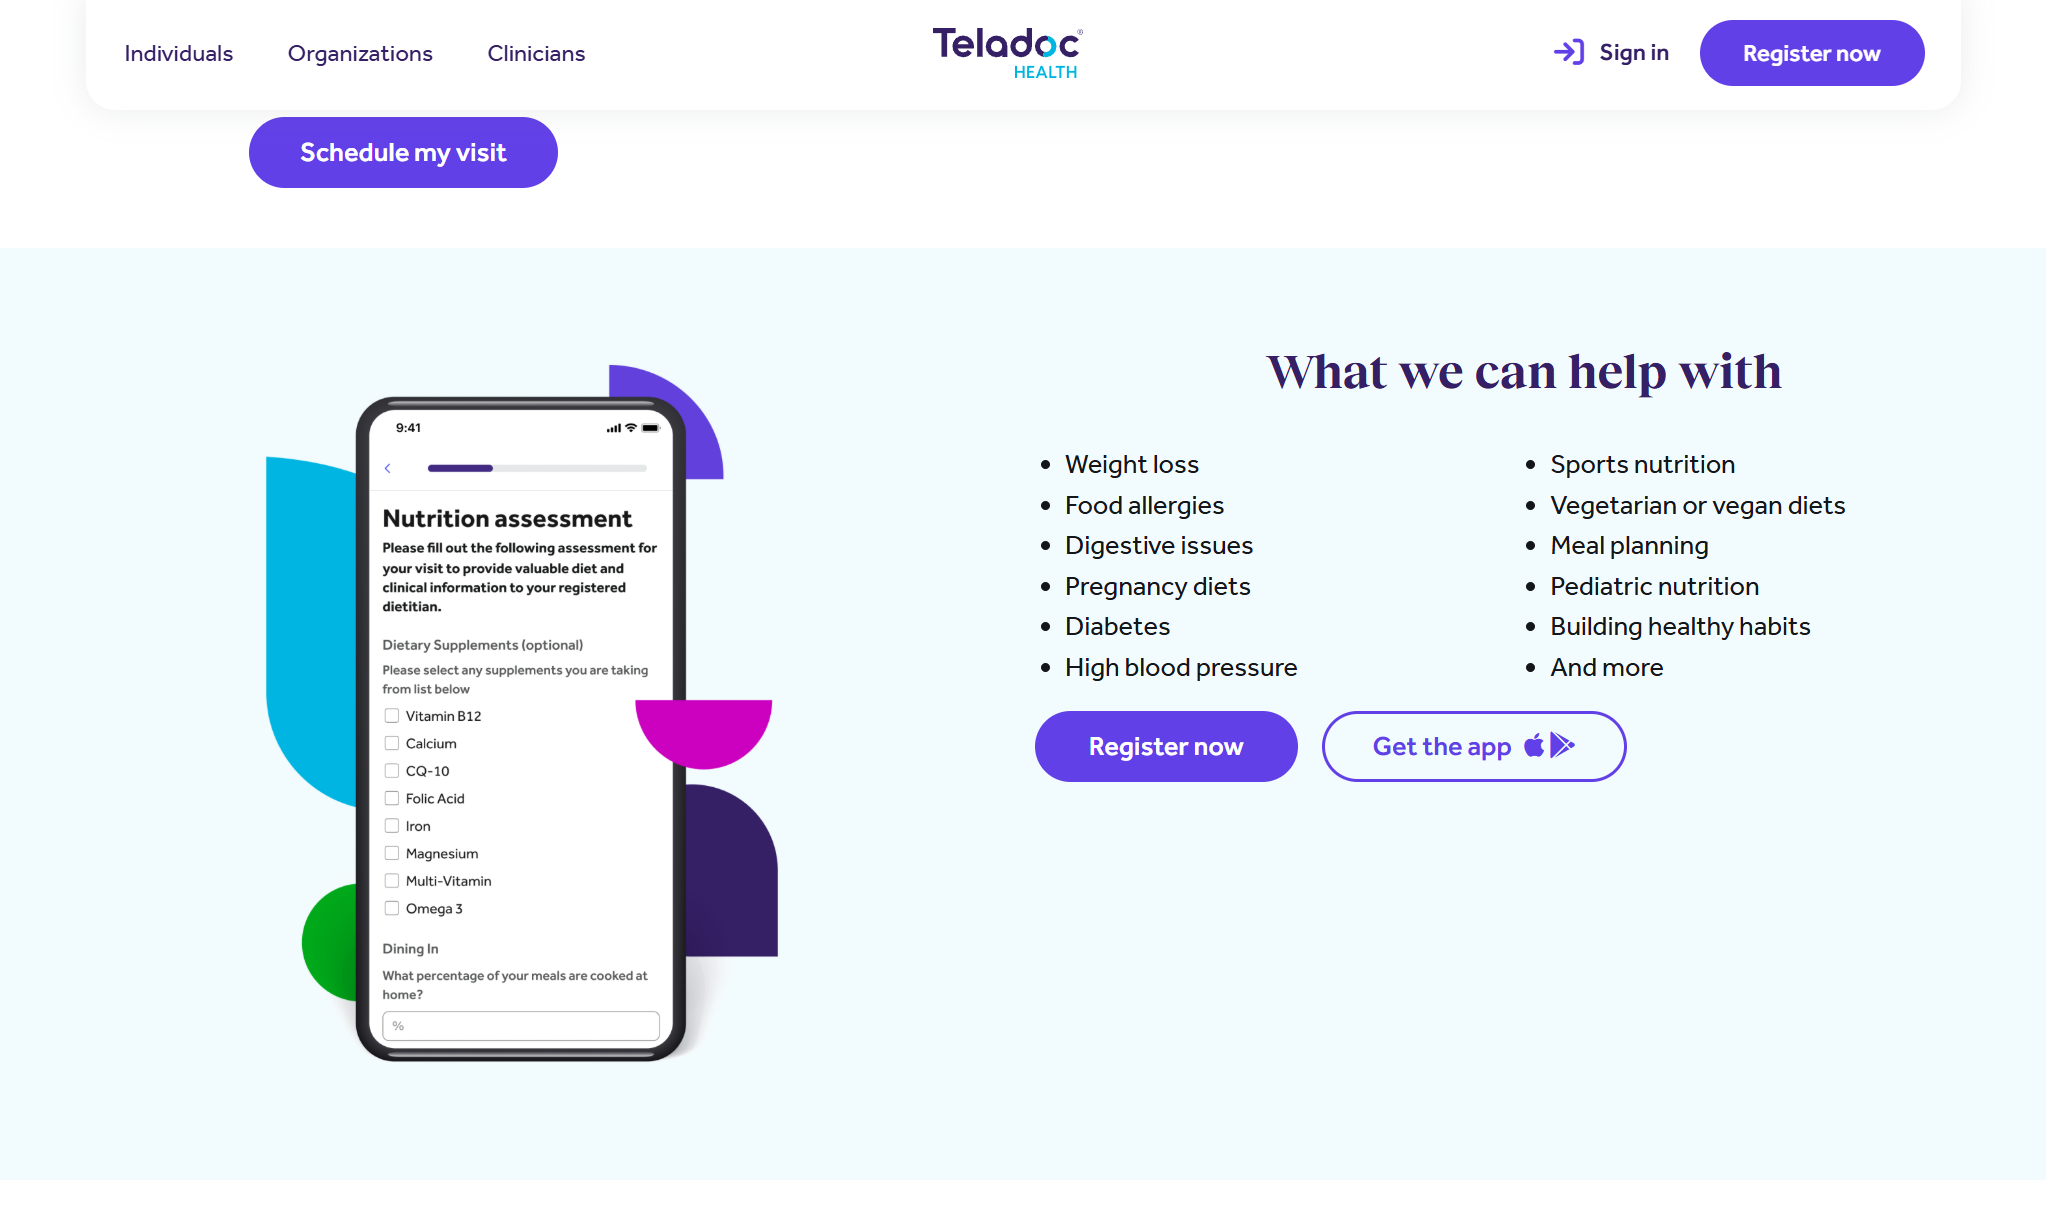 Individuals
Organizations
Clinicians
Teladoc®
HEALTH
Sign in
Register now
Schedule my visit
9:41
Nutrition assessment
Please fill out the following assessment for
your visit to provide valuable diet and
clinical information to your registered
dietitian.
Dietary Supplements (optional)
Please select any supplements you are taking
from list below
Vitamin B12
Calcium
CQ-10
Folic Acid
Iron
Magnesium
Multi-Vitamin
Omega 3
Dining In
What percentage of your meals are cooked at
home?
%
What we can help with
Weight loss
Food allergies
Digestive issues
Pregnancy diets
Diabetes
High blood pressure
Sports nutrition
Vegetarian or vegan diets
Meal planning
Pediatric nutrition
Building healthy habits
And more
Register now
Get the app